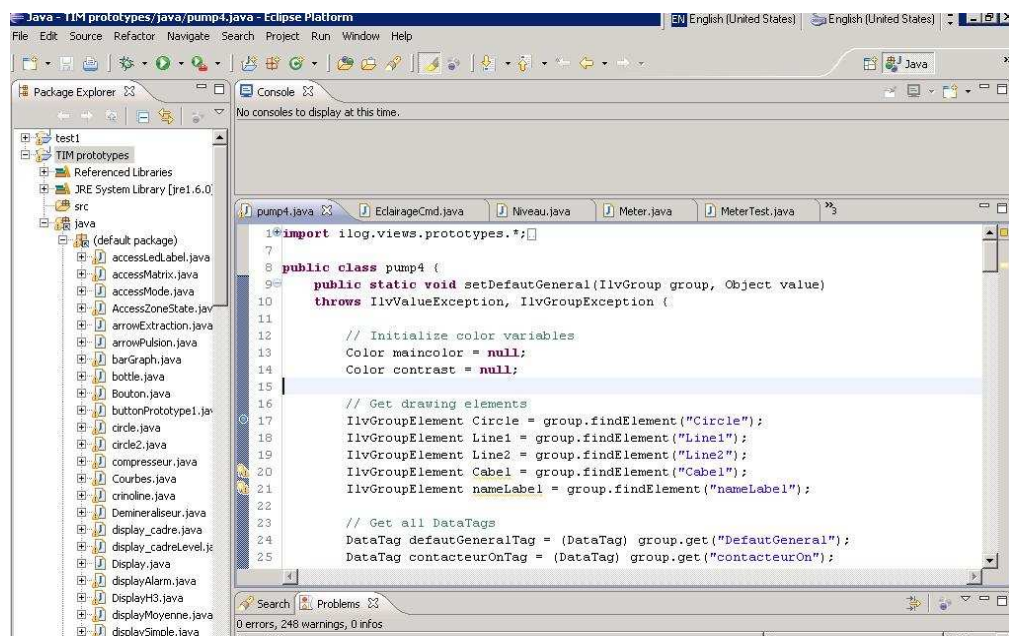 Java - TIM prototypes/java/pump4.java - Eclipse Platform
EN English (United States) English (United States)
File Edit Source Refactor Navigate Search Project Run Window Help
Java
Package Explorer
test1
TIM prototypes
Referenced Libraries
JRE System Library [jre1.6.0
src
java
(default package)
accessLedLabel.java
accessMatrix.java
accessMode.java
AccessZoneState.jav
arrowExtraction.java
arrowPulsion.java
barGraph.java
bottle.java
Bouton.java
buttonPrototype1.jav
circle.java
circle2.java
compresseur.java
Courbes.java
crinoline.java
Demineraliseur.java
display_cadre.java
display_cadreLevel.ja
Display.java
displayAlarm.java
DisplayH3.java
displayMoyenne.java
displaySimple.java
Console
No consoles to display at this time.
pump4.java EclairageCmd.java Niveau.java Meter.java MeterTest.java »3
1 import ilog.views.prototypes.*;
7
8 public class pump4 {
9 public static void setDefautGeneral(IlvGroup group, Object value)
10 throws IlvValueException, IlvGroupException {
11
12 // Initialize color variables
13 Color maincolor = null;
14 Color contrast = null;
15
16 // Get drawing elements
17 IlvGroupElement Circle = group.findElement("Circle");
18 IlvGroupElement Line1 = group.findElement("Line1");
19 IlvGroupElement Line2 = group.findElement("Line2");
20 IlvGroupElement Cabel = group.findElement("Cabel");
21 IlvGroupElement nameLabel = group.findElement("nameLabel");
22
23 // Get all DataTags
24 DataTag defautGeneralTag = (DataTag) group.get("DefautGeneral");
25 DataTag contacteurOnTag = (DataTag) group.get("contacteurOn");
Search Problems
0 errors, 248 warnings, 0 infos